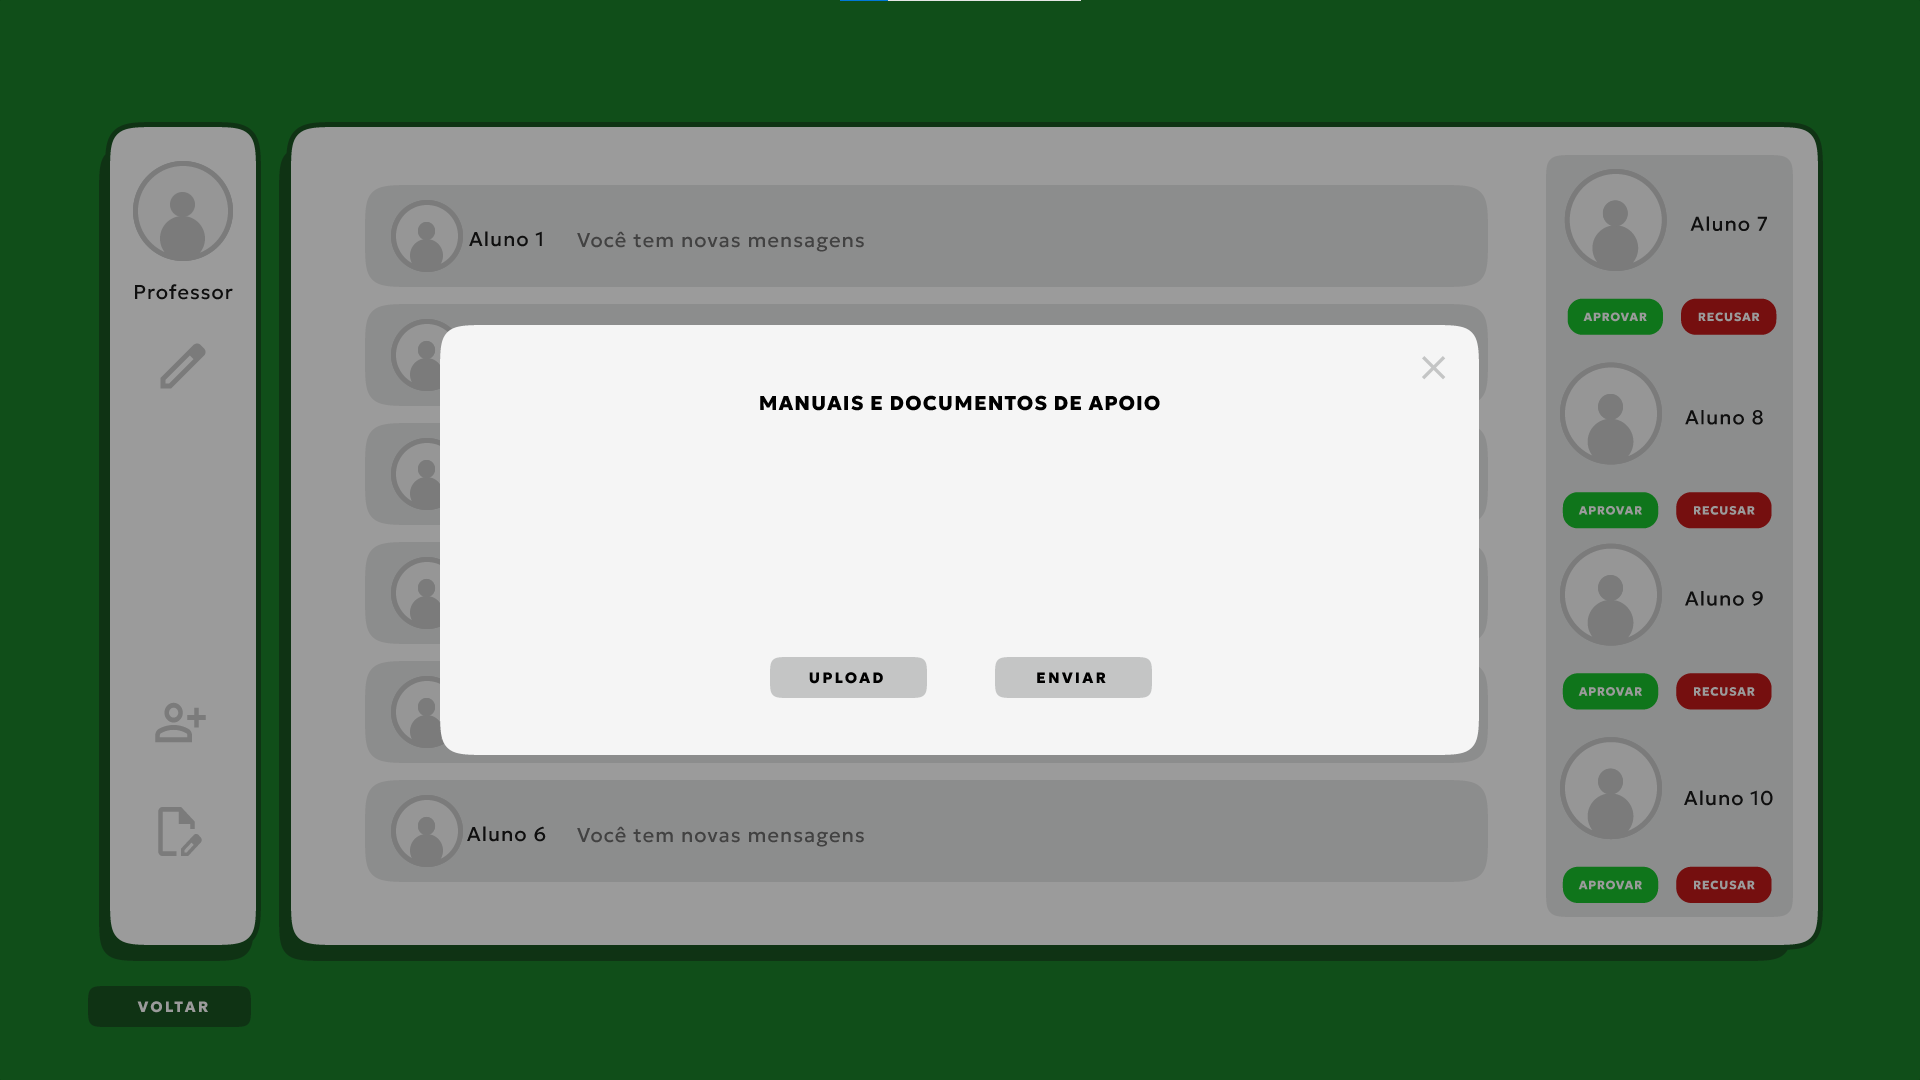 Professor
Aluno 1
Você tem novas mensagens
MANUAIS E DOCUMENTOS DE APOIO
UPLOAD
ENVIAR
Aluno 6
Você tem novas mensagens
Aluno 7
APROVAR
RECUSAR
Aluno 8
APROVAR
RECUSAR
Aluno 9
APROVAR
RECUSAR
Aluno 10
APROVAR
RECUSAR
VOLTAR